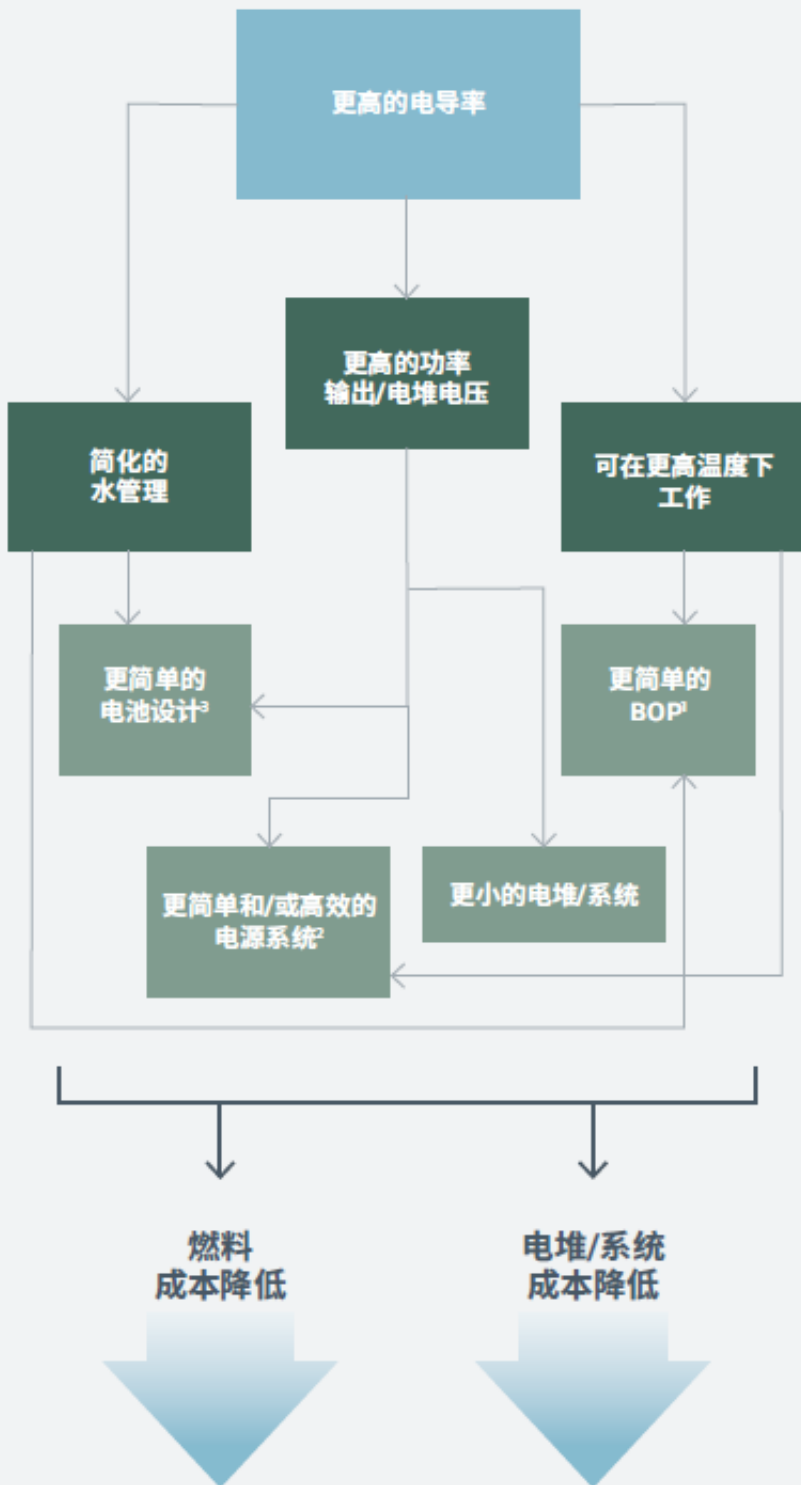 更高的电导率
更高的功率
输出/电堆电压
简化的
水管理
可在更高温度下
工作
更简单的
电池设计³
更简单的
BOP¹
更简单和/或高效的
电源系统²
更小的电堆/系统
燃料
成本降低
电堆/系统
成本降低